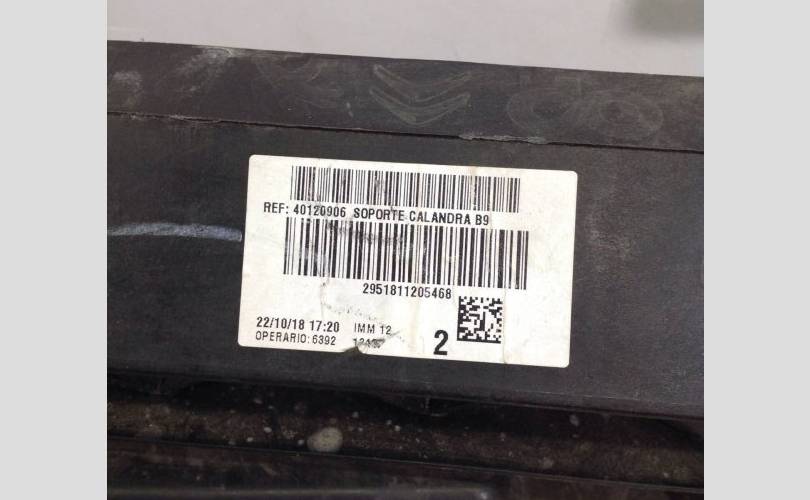 REF: 40120906 SOPORTE CALANDRA B9
2951811205468
22/10/18 17:20 IMM 12
OPERARIO:6392
2